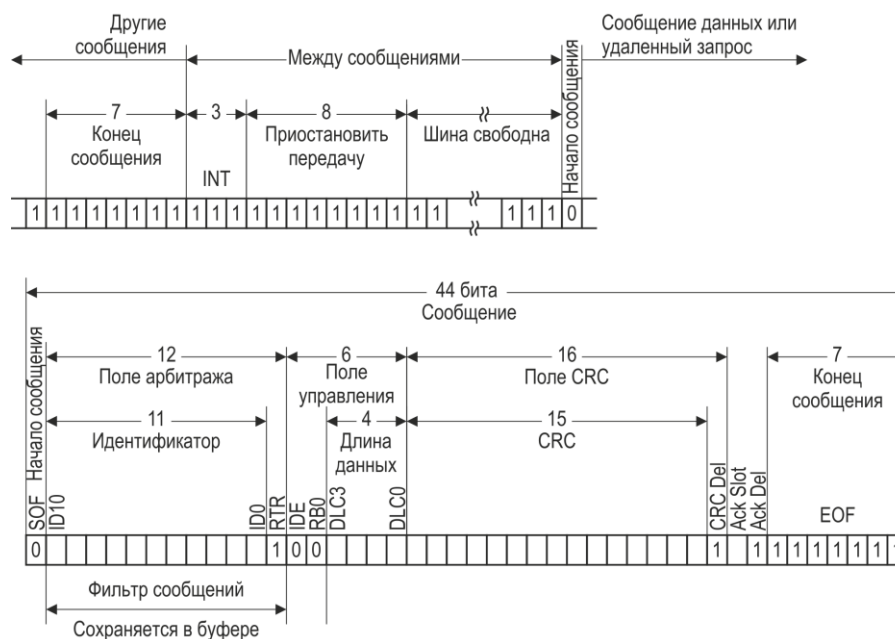 Другие
сообщения
Между сообщениями
Сообщение данных или
удаленный запрос
7
Конец
сообщения
3
INT
8
Приостановить
передачу
Шина свободна
Начало сообщения
1 1 1 1 1 1 1 1 1 1 1 1 1 1 1 1 1 1 1 1 1 1 1 1 0
44 бита
Сообщение
Начало сообщения
12
Поле арбитража
6
Поле
управления
16
Поле CRC
7
Конец
сообщения
11
Идентификатор
4
Длина
данных
15
CRC
SOF
ID10
ID0
RTR
IDE
RB0
DLC3
DLC0
CRC Del
Ack Slot
Ack Del
EOF
0 1 0 0 1 1 1 1 1 1 1 1 1
Фильтр сообщений
Сохраняется в буфере